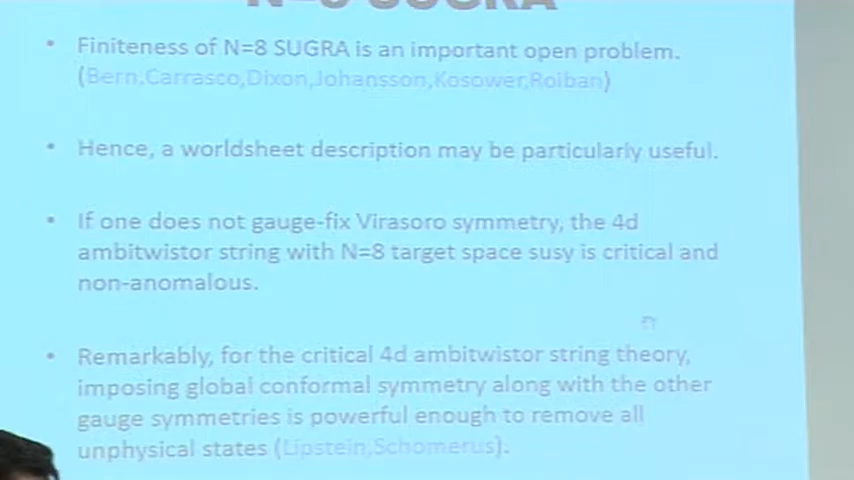 N=8 SUGRA
• Finiteness of N=8 SUGRA is an important open problem.
(Bern,Carrasco,Dixon,Johansson,Kosower,Roiban)
• Hence, a worldsheet description may be particularly useful.
• If one does not gauge-fix Virasoro symmetry, the 4d
ambitwistor string with N=8 target space susy is critical and
non-anomalous.
• Remarkably, for the critical 4d ambitwistor string theory,
imposing global conformal symmetry along with the other
gauge symmetries is powerful enough to remove all
unphysical states (Lipstein,Schomerus).